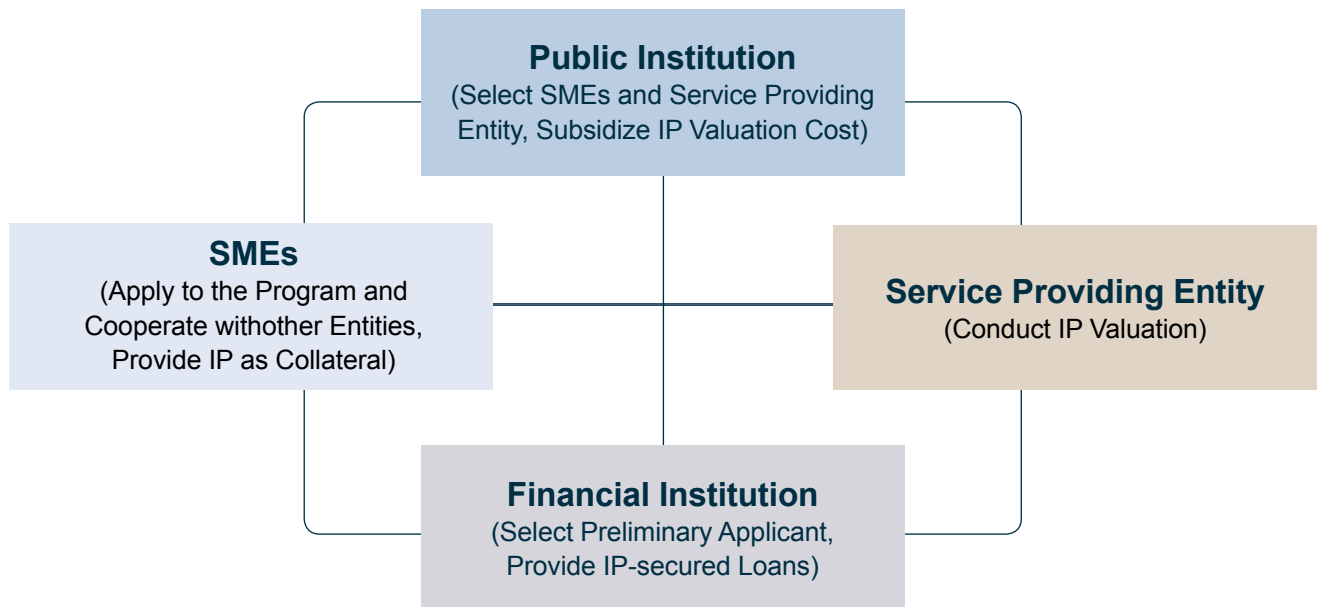 Public Institution
(Select SMEs and Service Providing
Entity, Subsidize IP Valuation Cost)
SMEs
(Apply to the Program and
Cooperate withother Entities,
Provide IP as Collateral)
Service Providing Entity
(Conduct IP Valuation)
Financial Institution
(Select Preliminary Applicant,
Provide IP-secured Loans)